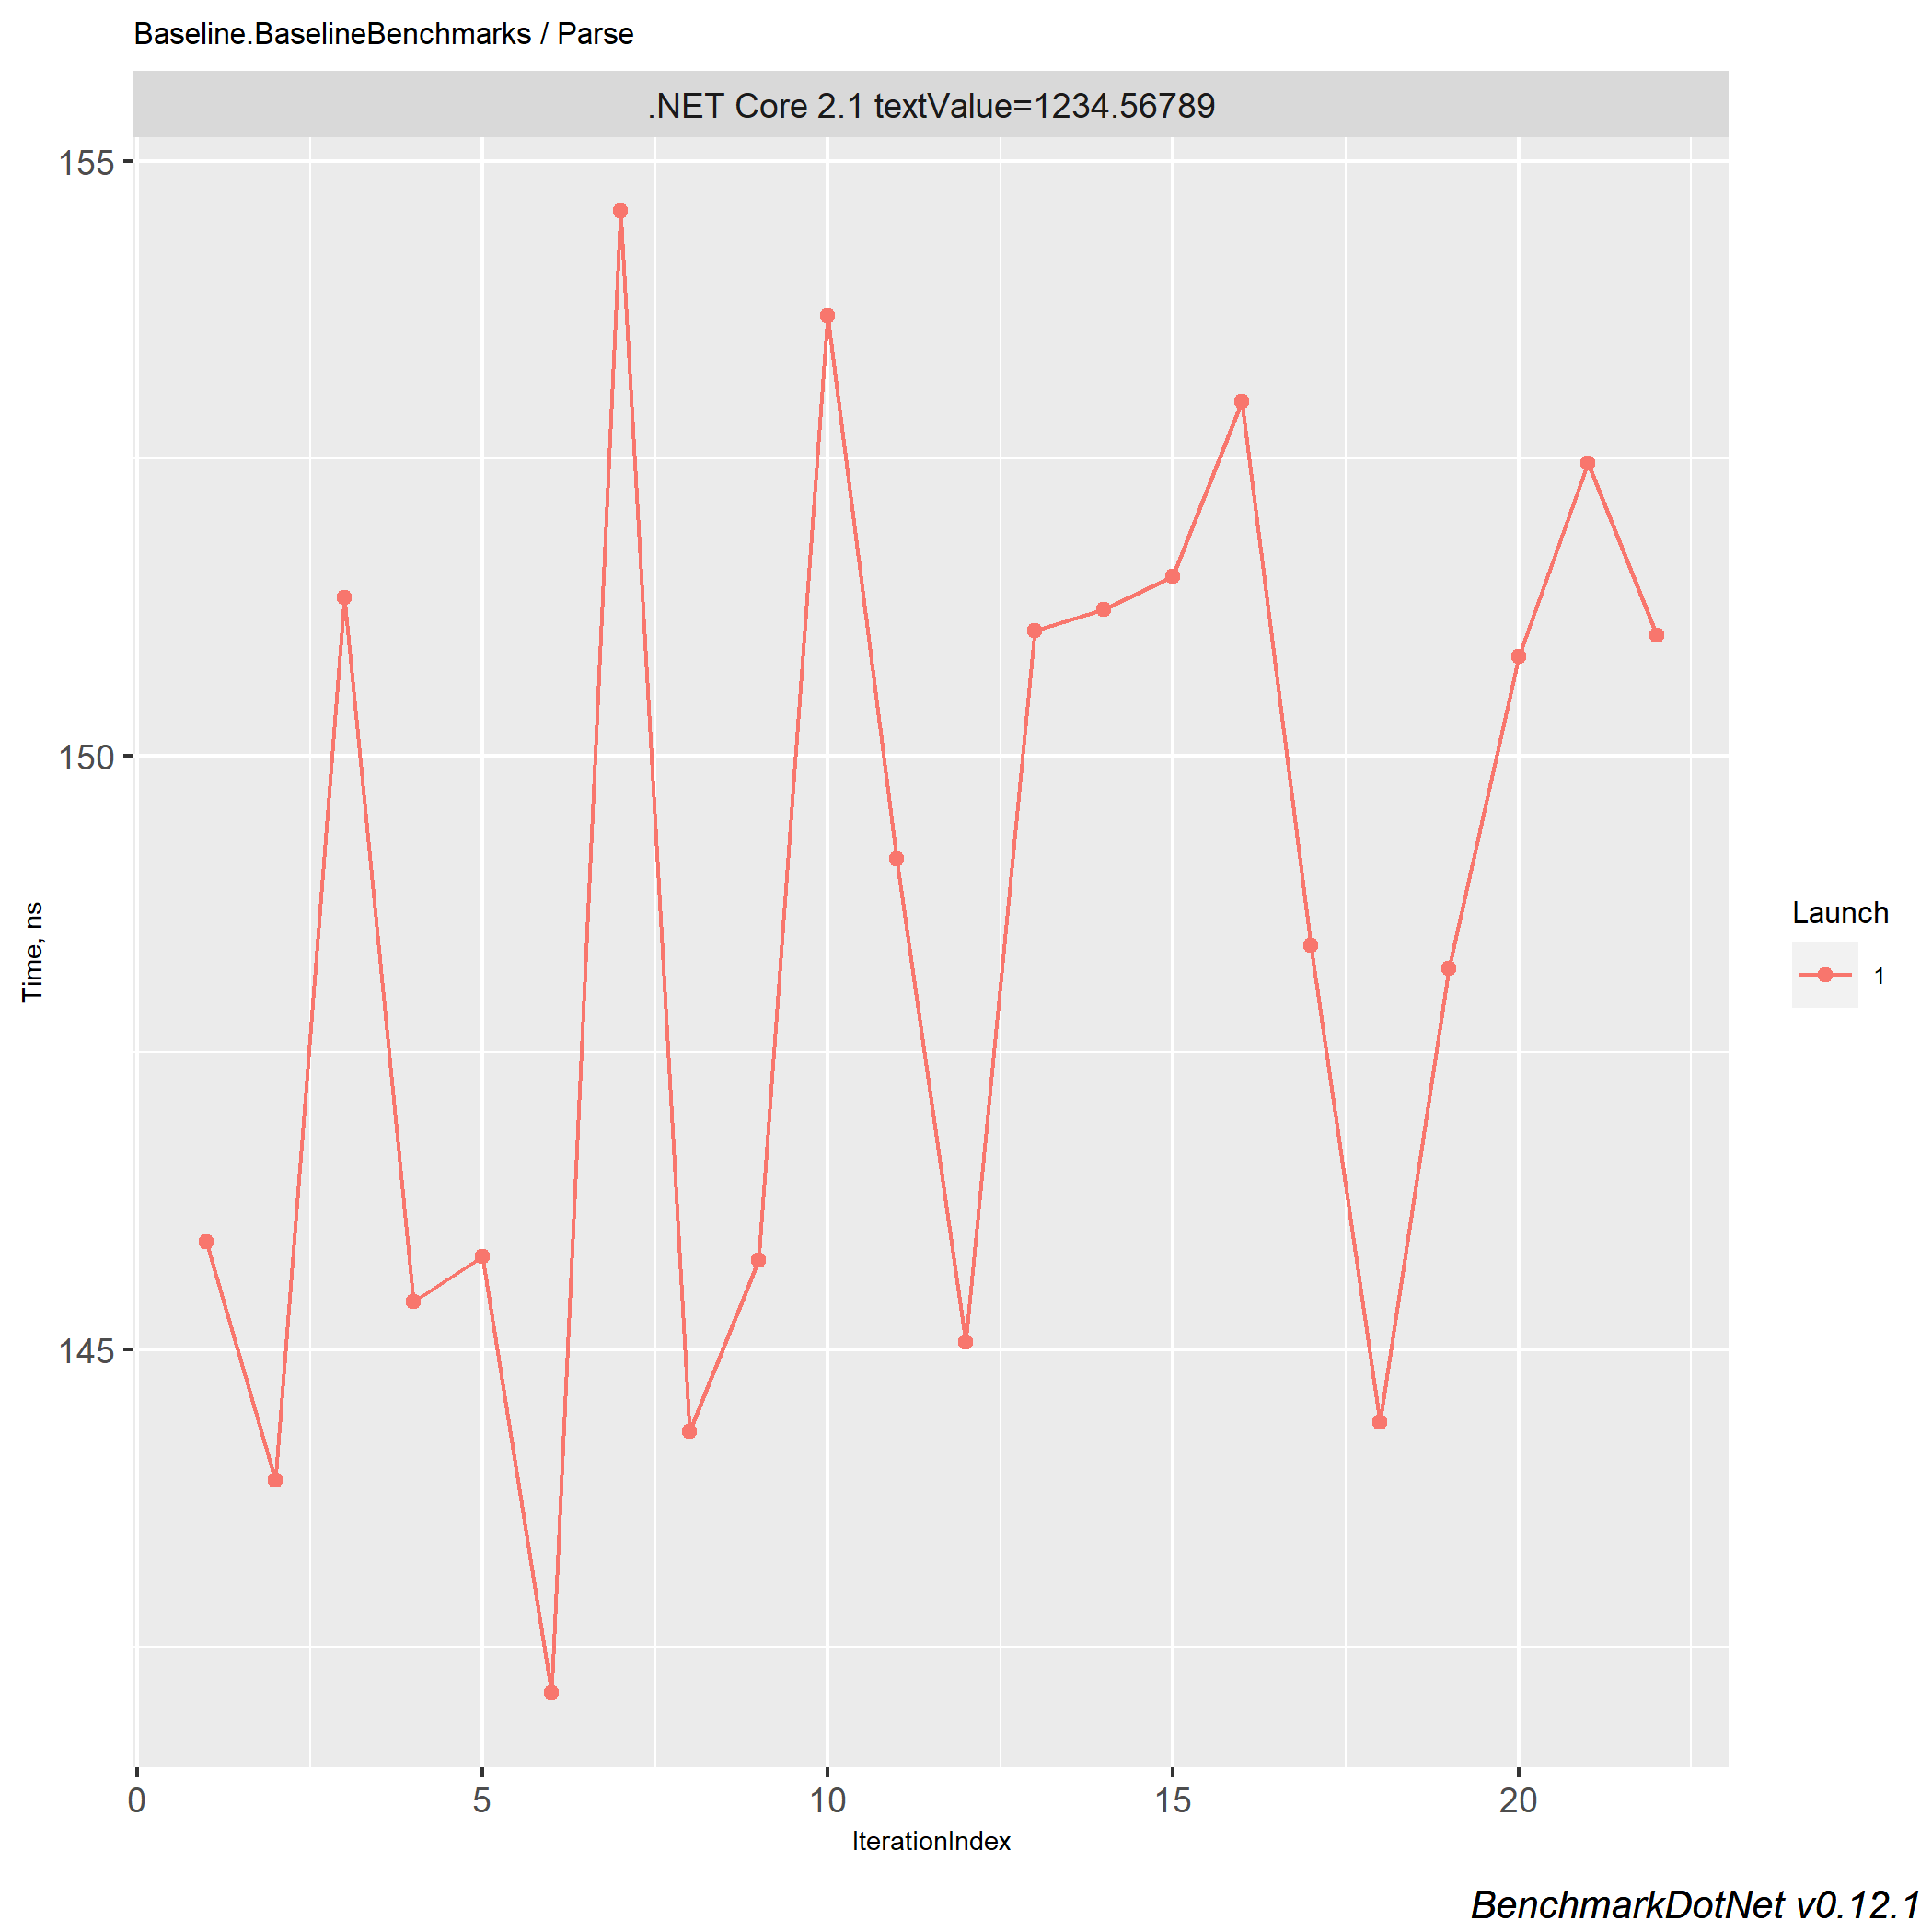 Baseline.BaselineBenchmarks / Parse
.NET Core 2.1 textValue=1234.56789
155
150
145
Time, ns
0 5 10 15 20
IterationIndex
Launch
1
BenchmarkDotNet v0.12.1